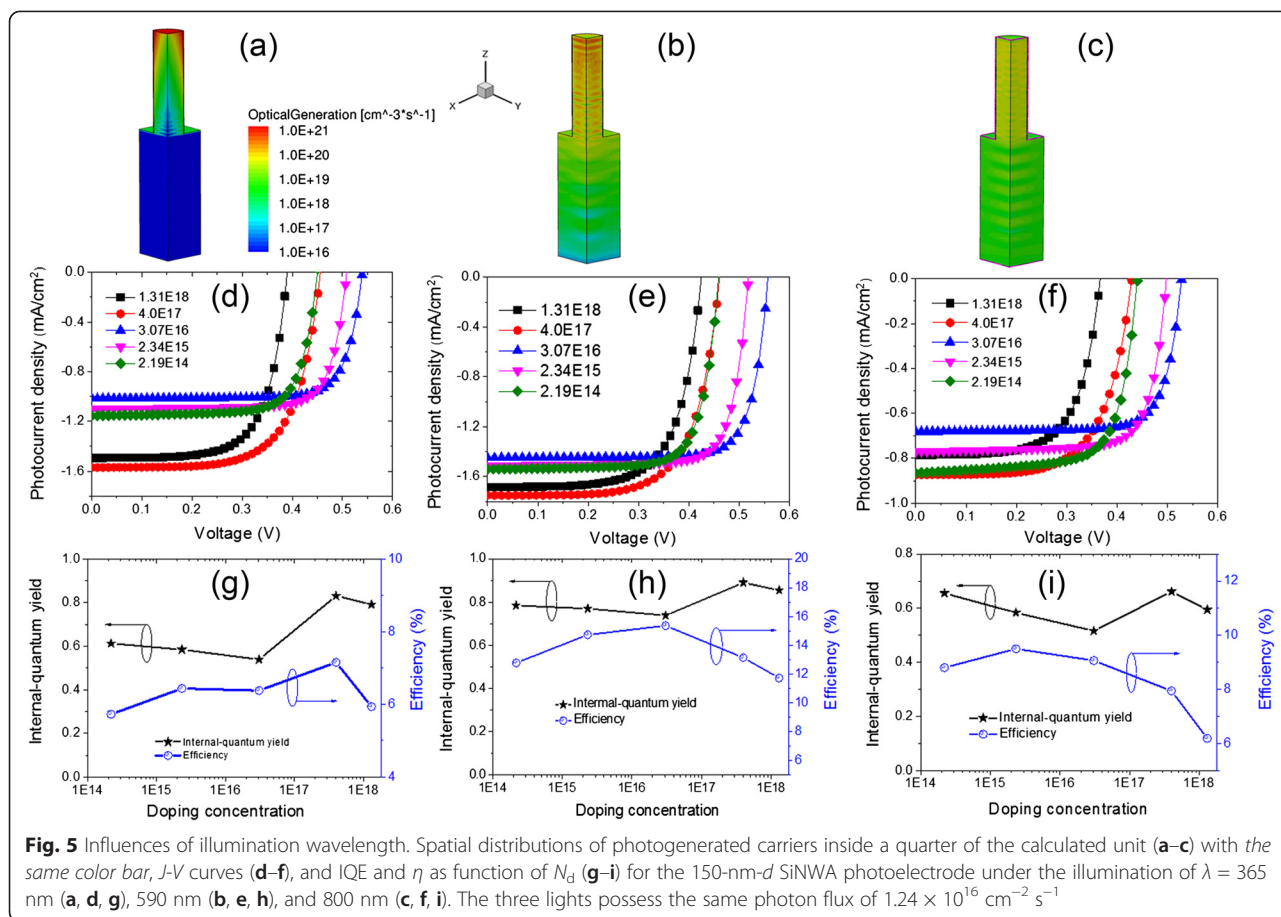 (a)
(b)
(c)
Z
X
Y
OpticalGeneration [cm^-3*s^-1]
1.0E+21
1.0E+20
1.0E+19
1.0E+18
1.0E+17
1.0E+16
(d)
0.0
-0.4
-0.8
-1.2
-1.6
Photocurrent density (mA/cm²)
1.31E18
4.0E17
3.07E16
2.34E15
2.19E14
0.0 0.1 0.2 0.3 0.4 0.5 0.6
Voltage (V)
(e)
0.0
-0.4
-0.8
-1.2
-1.6
Photocurrent density (mA/cm²)
1.31E18
4.0E17
3.07E16
2.34E15
2.19E14
0.0 0.1 0.2 0.3 0.4 0.5 0.6
Voltage (V)
(f)
0.0
-0.2
-0.4
-0.6
-0.8
-1.0
Photocurrent density (mA/cm²)
1.31E18
4.0E17
3.07E16
2.34E15
2.19E14
0.0 0.1 0.2 0.3 0.4 0.5 0.6
Voltage (V)
(g)
1.0
0.8
0.6
0.4
0.2
0.0
Internal-quantum yield
10
8
6
4
Efficiency (%)
Internal-quantum yield
Efficiency
1E14 1E15 1E16 1E17 1E18
Doping concentration
(h)
1.0
0.8
0.6
0.4
0.2
0.0
Internal-quantum yield
20
18
16
14
12
10
8
6
Efficiency (%)
Internal-quantum yield
Efficiency
1E14 1E15 1E16 1E17 1E18
Doping concentration
(i)
0.8
0.6
0.4
0.2
0.0
Internal-quantum yield
12
10
8
6
Efficiency (%)
Internal-quantum yield
Efficiency
1E14 1E15 1E16 1E17 1E18
Doping concentration
Fig. 5 Influences of illumination wavelength. Spatial distributions of photogenerated carriers inside a quarter of the calculated unit (a–c) with the
same color bar, J-V curves (d–f), and IQE and η as function of Nd (g–i) for the 150-nm-d SiNWA photoelectrode under the illumination of λ = 365
nm (a, d, g), 590 nm (b, e, h), and 800 nm (c, f, i). The three lights possess the same photon flux of 1.24 × 10¹⁶ cm⁻² s⁻¹